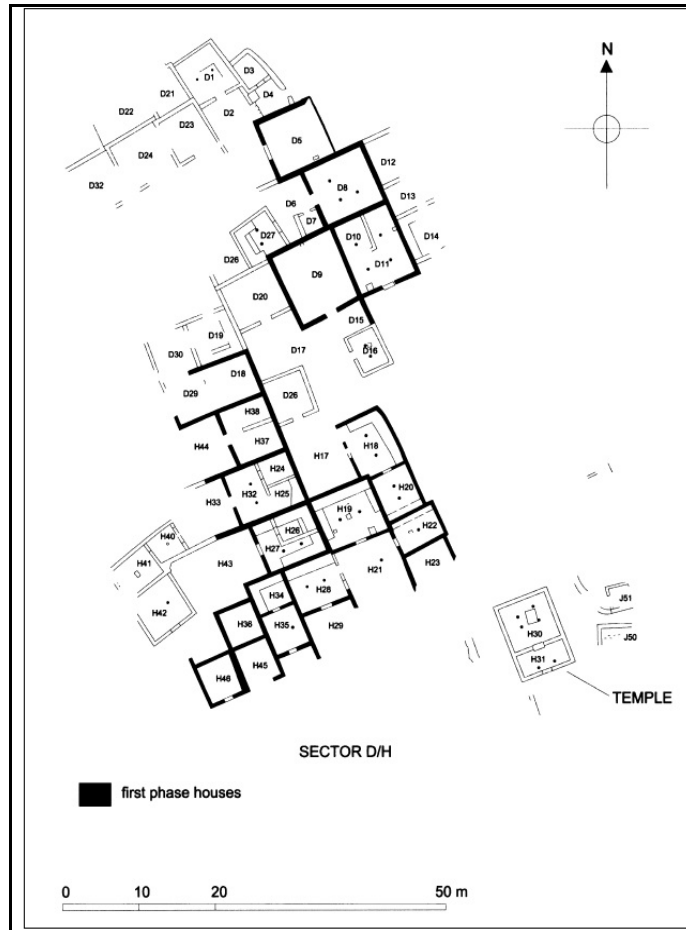 N
D3
D1
D21
D4
D22
D2
D23
D5
D24
D12
D32
D8
D13
D6
D7
D14
D27
D10
D26
D11
D9
D20
D15
D19
D17
D16
D30
D18
D29
D26
H38
H44
H37
H18
H17
H24
H32
H25
H20
H33
H19
H22
H26
H40
H27
H43
H21
H23
H41
H34
H28
H42
H36
H35
H29
H45
H46
J51
H30
J50
H31
TEMPLE
SECTOR D/H
first phase houses
0 10 20 50 m